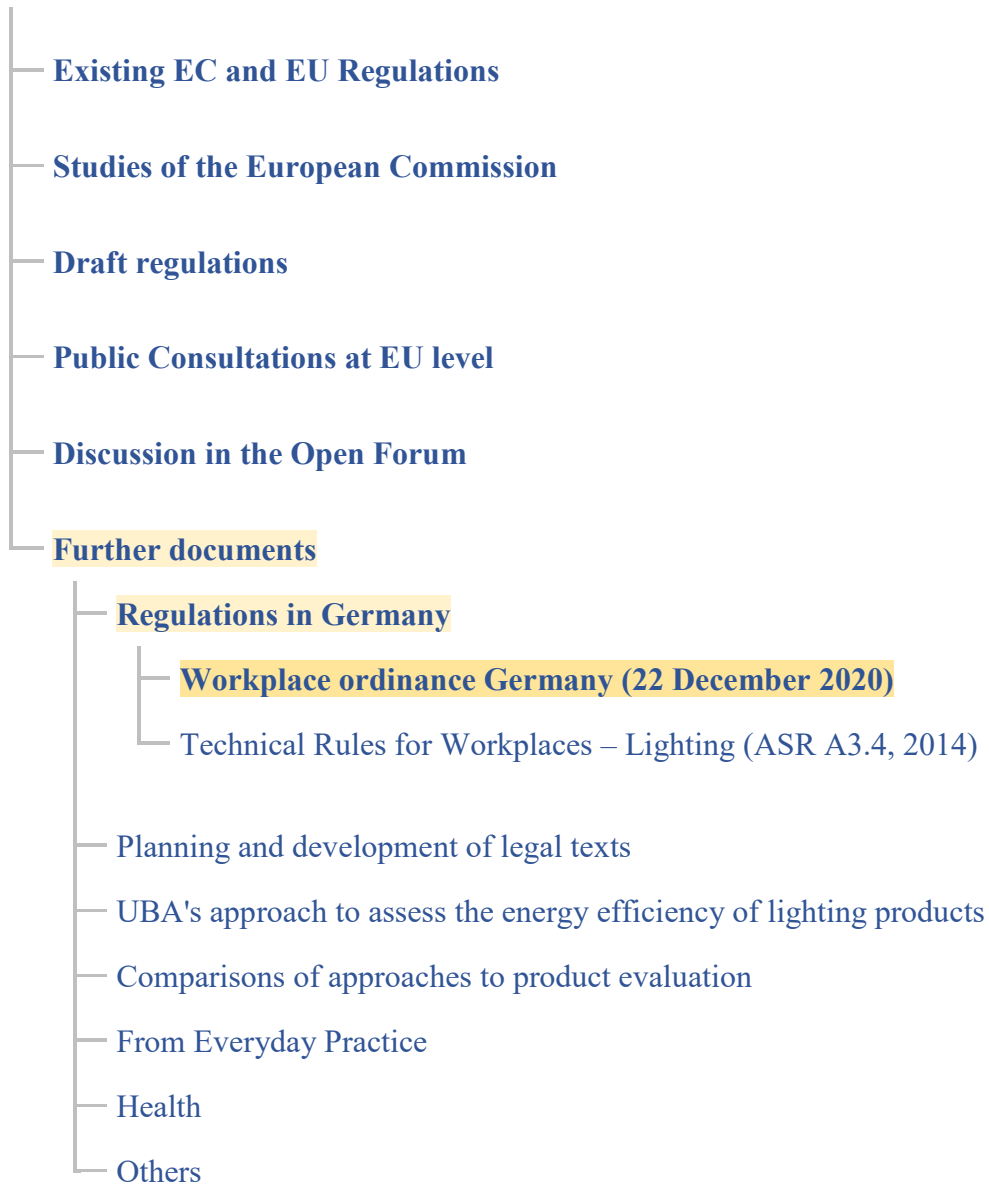 Existing EC and EU Regulations
Studies of the European Commission
Draft regulations
Public Consultations at EU level
Discussion in the Open Forum
Further documents
Regulations in Germany
Workplace ordinance Germany (22 December 2020)
Technical Rules for Workplaces – Lighting (ASR A3.4, 2014)
Planning and development of legal texts
UBA's approach to assess the energy efficiency of lighting products
Comparisons of approaches to product evaluation
From Everyday Practice
Health
Others